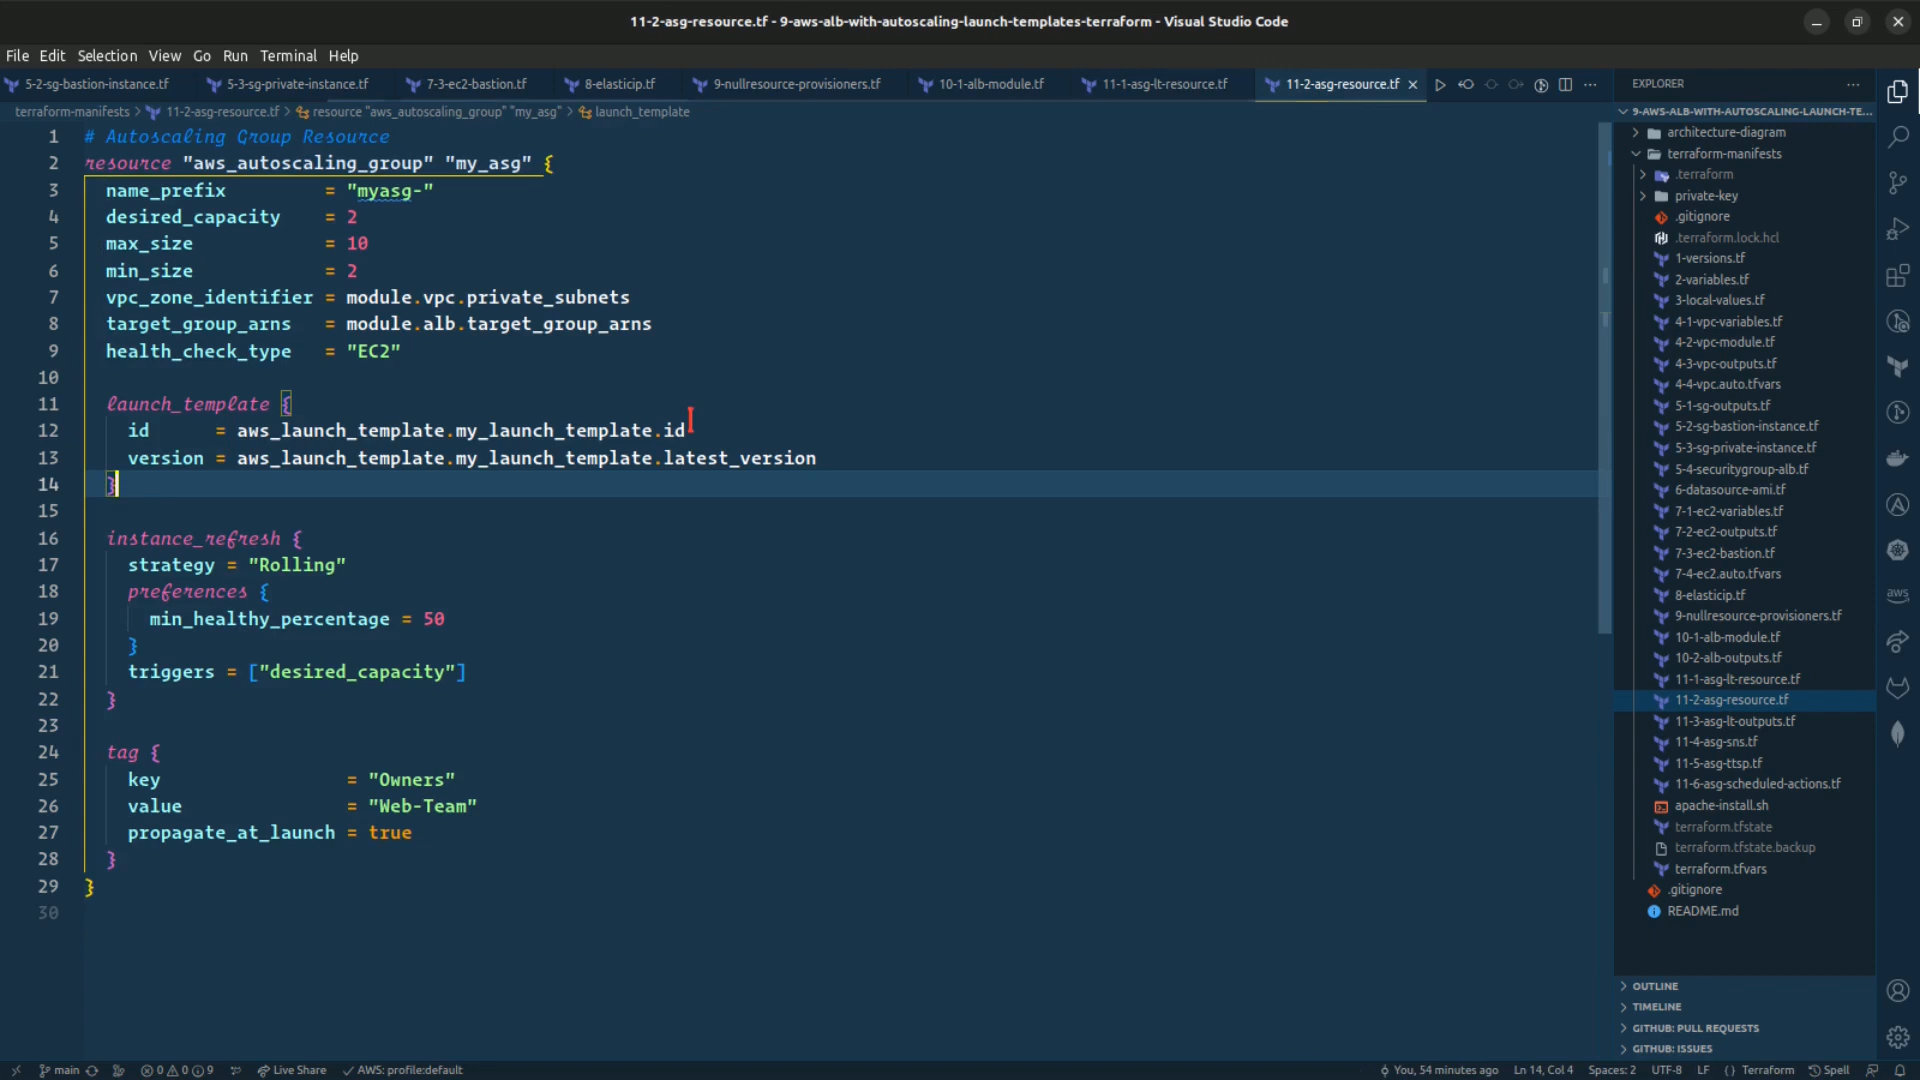 11-2-asg-resource.tf - 9-aws-alb-with-autoscaling-launch-templates-terraform - Visual Studio Code
File Edit Selection View Go Run Terminal Help
5-2-sg-bastion-instance.tf 5-3-sg-private-instance.tf 7-3-ec2-bastion.tf 8-elasticip.tf 9-nullresource-provisioners.tf 10-1-alb-module.tf 11-1-asg-lt-resource.tf 11-2-asg-resource.tf
terraform-manifests > 11-2-asg-resource.tf > resource "aws_autoscaling_group" "my_asg" > launch_template
1 # Autoscaling Group Resource
2 resource "aws_autoscaling_group" "my_asg" {
3 name_prefix = "myasg-"
4 desired_capacity = 2
5 max_size = 10
6 min_size = 2
7 vpc_zone_identifier = module.vpc.private_subnets
8 target_group_arns = module.alb.target_group_arns
9 health_check_type = "EC2"
10
11 launch_template {
12 id = aws_launch_template.my_launch_template.id
13 version = aws_launch_template.my_launch_template.latest_version
14 }
15
16 instance_refresh {
17 strategy = "Rolling"
18 preferences {
19 min_healthy_percentage = 50
20 }
21 triggers = ["desired_capacity"]
22 }
23
24 tag {
25 key = "Owners"
26 value = "Web-Team"
27 propagate_at_launch = true
28 }
29 }
30
EXPLORER
9-AWS-ALB-WITH-AUTOSCALING-LAUNCH-TE...
architecture-diagram
terraform-manifests
.terraform
private-key
.gitignore
.terraform.lock.hcl
1-versions.tf
2-variables.tf
3-local-values.tf
4-1-vpc-variables.tf
4-2-vpc-module.tf
4-3-vpc-outputs.tf
4-4-vpc.auto.tfvars
5-1-sg-outputs.tf
5-2-sg-bastion-instance.tf
5-3-sg-private-instance.tf
5-4-securitygroup-alb.tf
6-datasource-ami.tf
7-1-ec2-variables.tf
7-2-ec2-outputs.tf
7-3-ec2-bastion.tf
7-4-ec2.auto.tfvars
8-elasticip.tf
9-nullresource-provisioners.tf
10-1-alb-module.tf
10-2-alb-outputs.tf
11-1-asg-lt-resource.tf
11-2-asg-resource.tf
11-3-asg-lt-outputs.tf
11-4-asg-sns.tf
11-5-asg-ttsp.tf
11-6-asg-scheduled-actions.tf
apache-install.sh
terraform.tfstate
terraform.tfstate.backup
terraform.tfvars
.gitignore
README.md
OUTLINE
TIMELINE
GITHUB: PULL REQUESTS
GITHUB: ISSUES
aws
main 0 0 9 Live Share AWS: profile:default You, 54 minutes ago Ln 14, Col 4 Spaces: 2 UTF-8 LF {} Terraform Spell